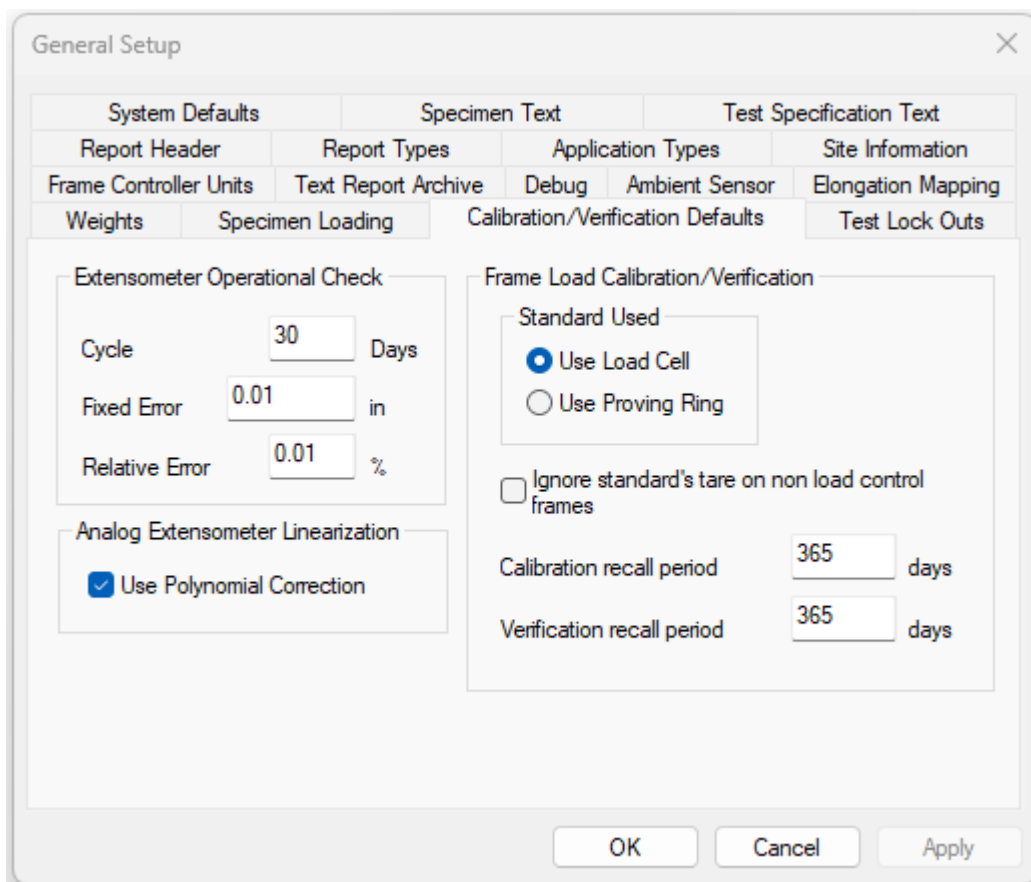 General Setup
System Defaults
Specimen Text
Test Specification Text
Report Header
Report Types
Application Types
Site Information
Frame Controller Units
Text Report Archive
Debug
Ambient Sensor
Elongation Mapping
Weights
Specimen Loading
Calibration/Verification Defaults
Test Lock Outs
Extensometer Operational Check
Cycle 30 Days
Fixed Error 0.01 in
Relative Error 0.01 %
Analog Extensometer Linearization
Use Polynomial Correction
Frame Load Calibration/Verification
Standard Used
Use Load Cell
Use Proving Ring
Ignore standard's tare on non load control
frames
Calibration recall period 365 days
Verification recall period 365 days
OK
Cancel
Apply